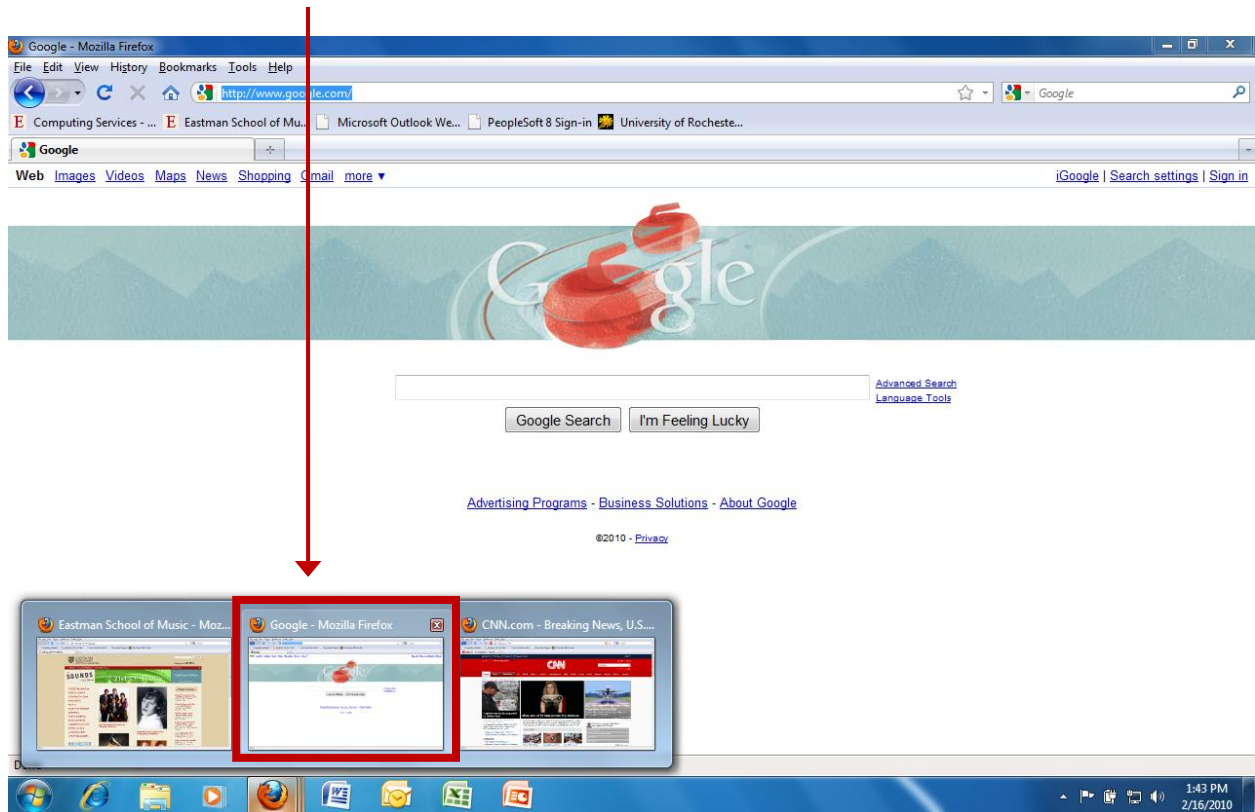 Google - Mozilla Firefox
File Edit View History Bookmarks Tools Help
http://www.google.com/ Google
Computing Services - ... Eastman School of Mu... Microsoft Outlook We... PeopleSoft 8 Sign-in University of Rocheste...
Google
Web Images Videos Maps News Shopping Gmail more ▼ iGoogle | Search settings | Sign in
Google
Advanced Search
Language Tools
Google Search I'm Feeling Lucky
Advertising Programs - Business Solutions - About Google
©2010 - Privacy
Eastman School of Music - Moz... Google - Mozilla Firefox CNN.com - Breaking News, U.S....
SOUNDS
CNN
1:43 PM
2/16/2010